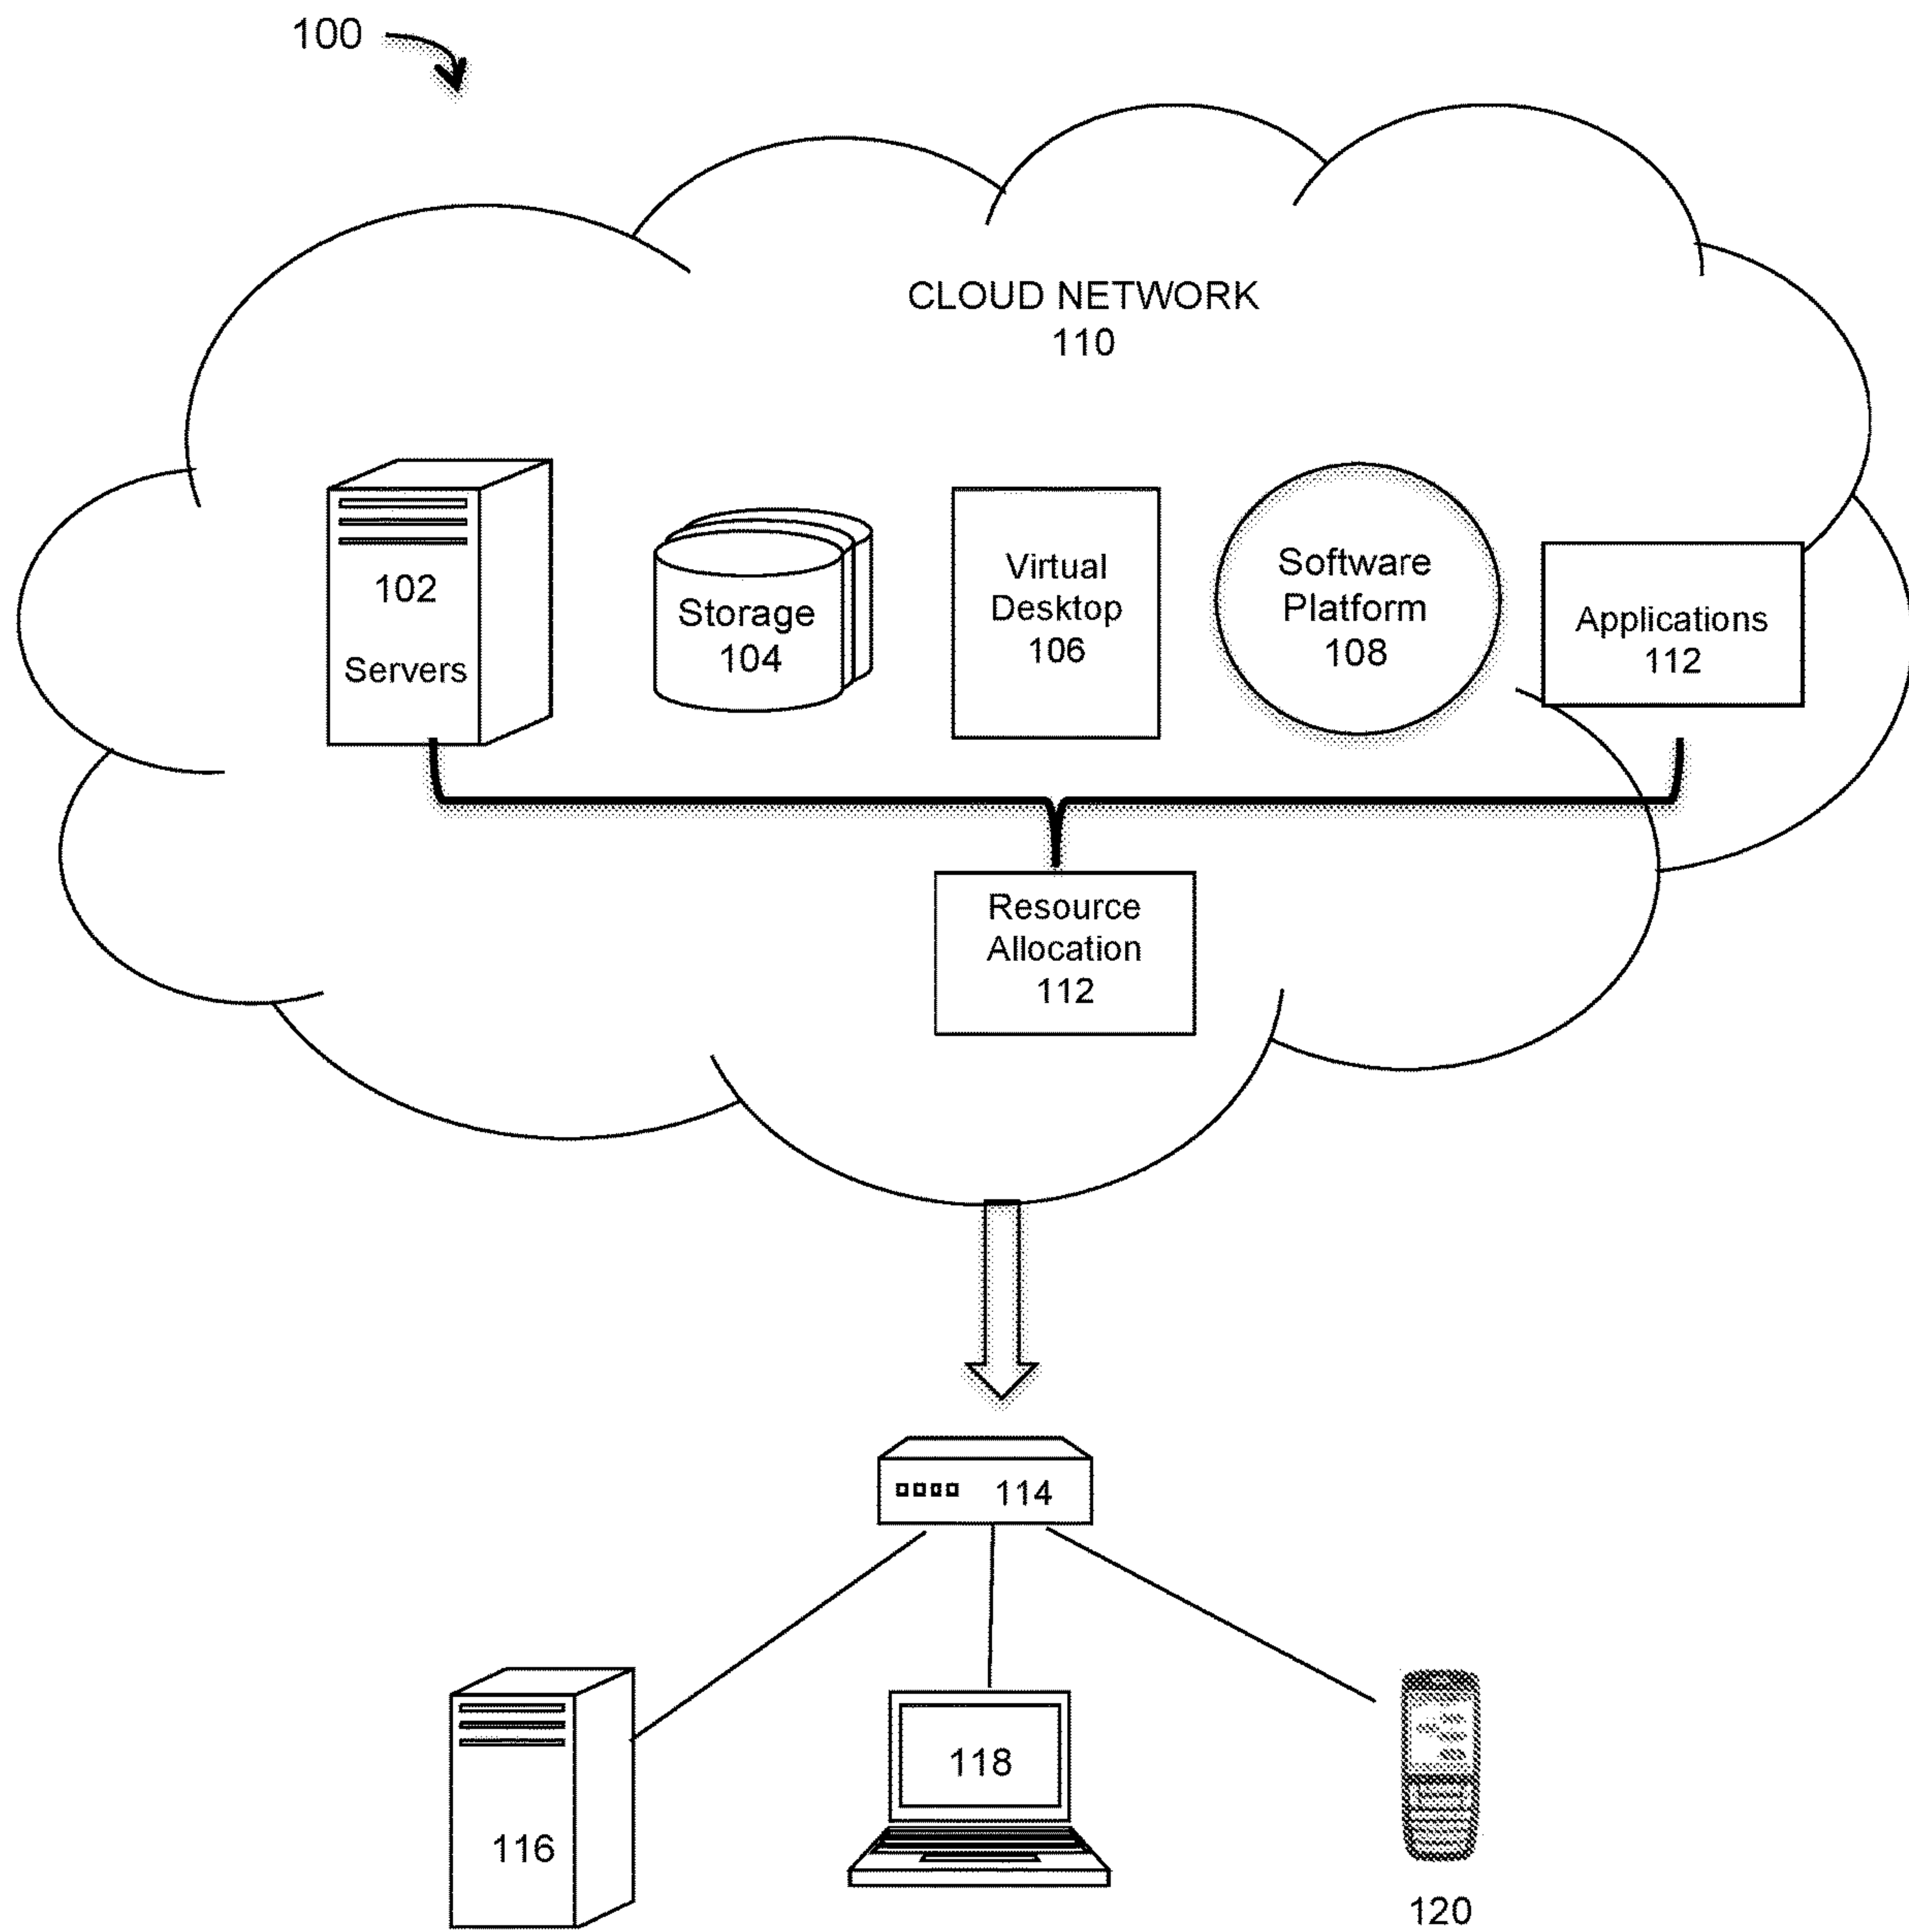 100
CLOUD NETWORK
110
102
Servers
Storage
104
Virtual
Desktop
106
Software
Platform
108
Applications
112
Resource
Allocation
112
114
116
118
120